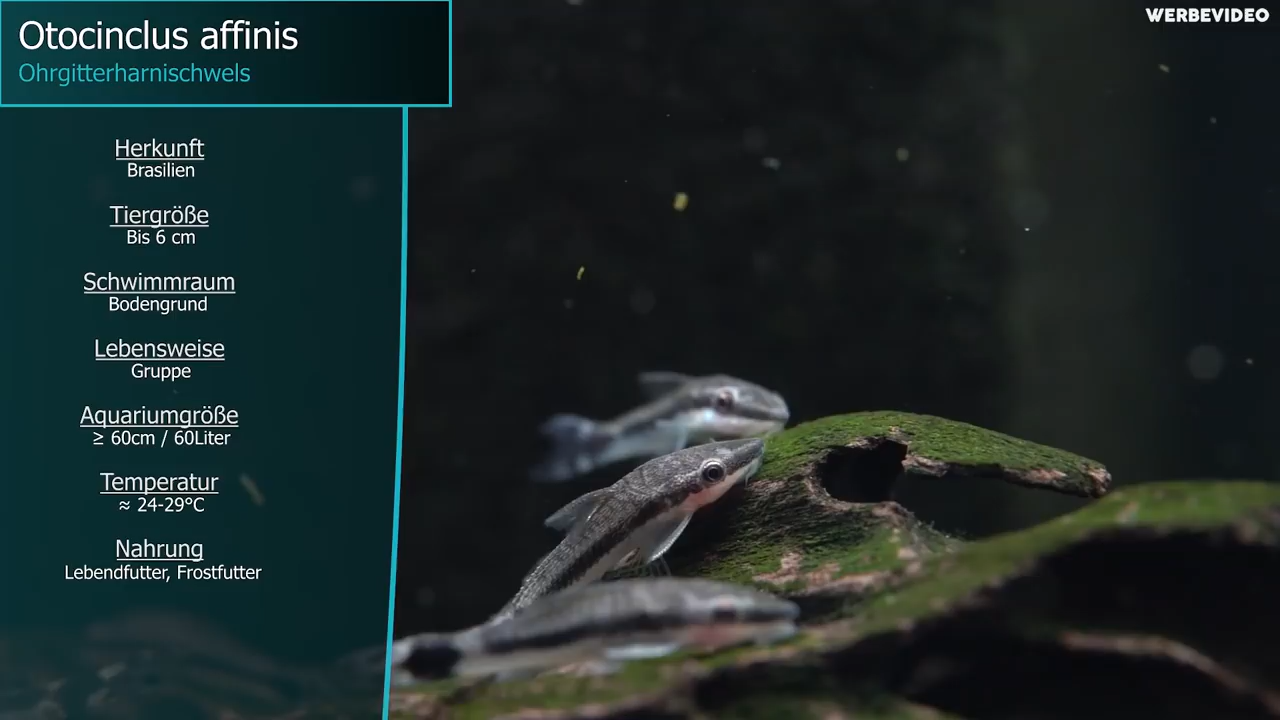 Otocinclus affinis
Ohrgitterharnischwels
WERBEVIDEO
Herkunft
Brasilien
Tiergröße
Bis 6 cm
Schwimmraum
Bodengrund
Lebensweise
Gruppe
Aquariumgröße
≥ 60cm / 60Liter
Temperatur
≈ 24-29°C
Nahrung
Lebendfutter, Frostfutter